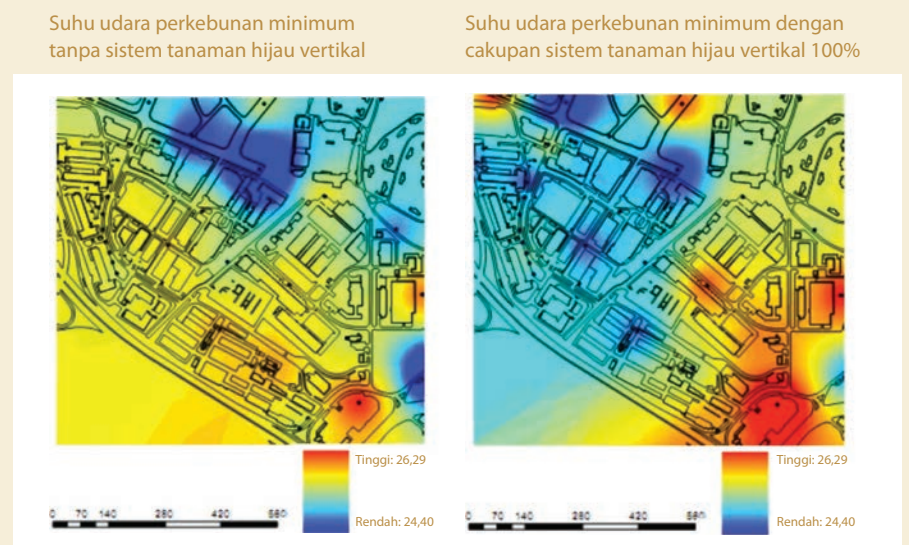 Suhu udara perkebunan minimum
tanpa sistem tanaman hijau vertikal
Suhu udara perkebunan minimum dengan
cakupan sistem tanaman hijau vertikal 100%
Tinggi: 26,29
Rendah: 24,40
0 70 140 280 420 560
Tinggi: 26,29
Rendah: 24,40
0 70 140 280 420 560